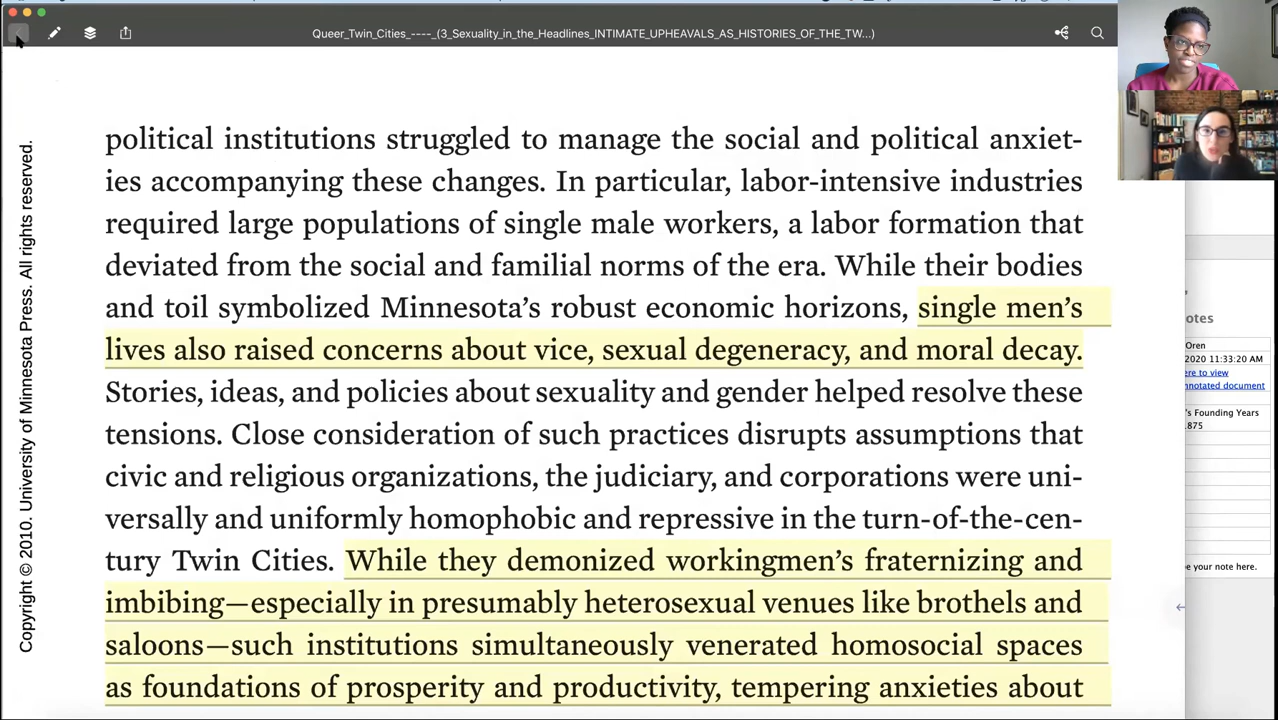 Queer_Twin_Cities_----_(3_Sexuality_in_the_Headlines_INTIMATE_UPHEAVALS_AS_HISTORIES_OF_THE_TW...)
political institutions struggled to manage the social and political anxiet-
ies accompanying these changes. In particular, labor-intensive industries
required large populations of single male workers, a labor formation that
deviated from the social and familial norms of the era. While their bodies
and toil symbolized Minnesota's robust economic horizons, single men's
lives also raised concerns about vice, sexual degeneracy, and moral decay.
Stories, ideas, and policies about sexuality and gender helped resolve these
tensions. Close consideration of such practices disrupts assumptions that
civic and religious organizations, the judiciary, and corporations were uni-
versally and uniformly homophobic and repressive in the turn-of-the-cen-
tury Twin Cities. While they demonized workingmen's fraternizing and
imbibing—especially in presumably heterosexual venues like brothels and
saloons—such institutions simultaneously venerated homosocial spaces
as foundations of prosperity and productivity, tempering anxieties about
Copyright © 2010. University of Minnesota Press. All rights reserved.
otes
Oren
2020 11:33:20 AM
ere to view
nnotated document
's Founding Years
875
pe your note here.